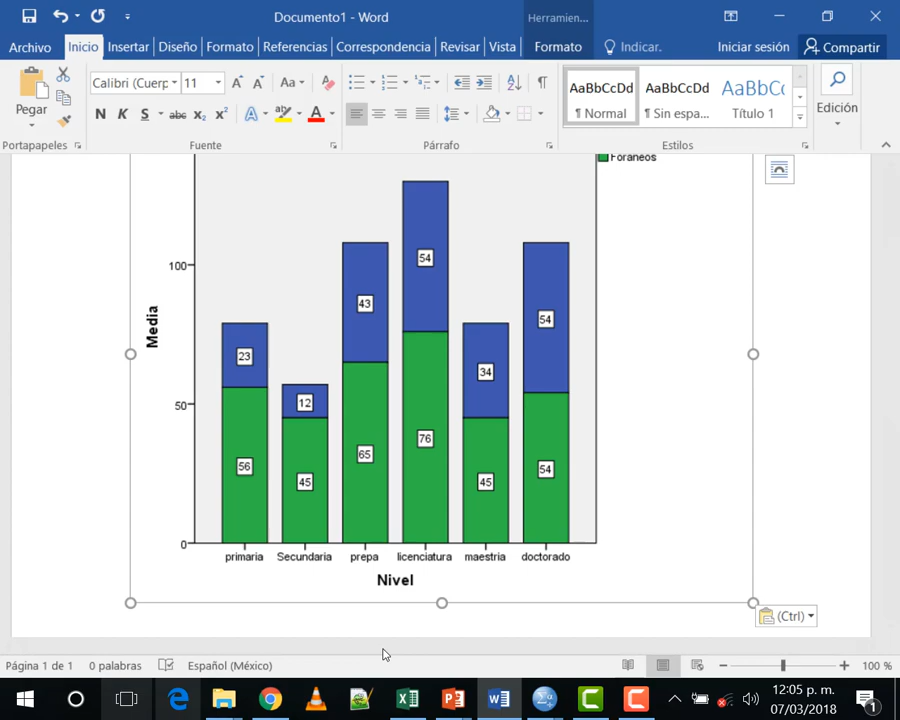 Documento1 - Word
Herramien...
Archivo Inicio Insertar Diseño Formato Referencias Correspondencia Revisar Vista Formato Indicar. Iniciar sesión Compartir
Pegar
Calibri (Cuerp 11
Aa
N K S abc x₂ x² A A
AaBbCcDd AaBbCcDd AaBbCc
¶ Normal ¶ Sin espa... Título 1
Edición
Portapapeles Fuente Párrafo Estilos
Foráneos
100
50
0
Media
54
43
54
23
34
12
76
65
56
54
45
45
primaria Secundaria prepa licenciatura maestria doctorado
Nivel
(Ctrl)
Página 1 de 1 0 palabras Español (México) 100 %
12:05 p. m.
07/03/2018
1